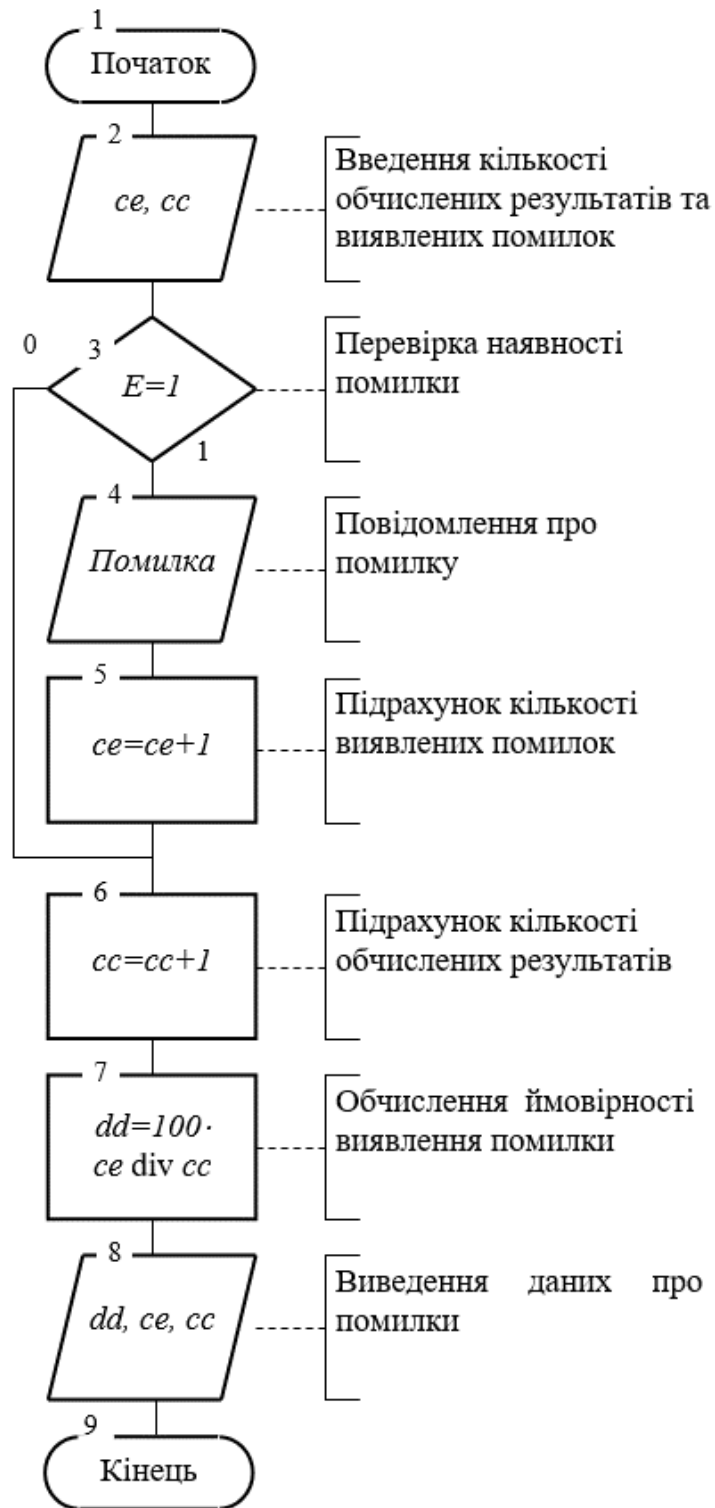 1
Початок
2
ce, cc
Введення кількості
обчислених результатів та
виявлених помилок
0
3
E=1
1
Перевірка наявності
помилки
4
Помилка
Повідомлення про
помилку
5
ce=ce+1
Підрахунок кількості
виявлених помилок
6
cc=cc+1
Підрахунок кількості
обчислених результатів
7
dd=100·
ce div cc
Обчислення ймовірності
виявлення помилки
8
dd, ce, cc
Виведення даних про
помилки
9
Кінець